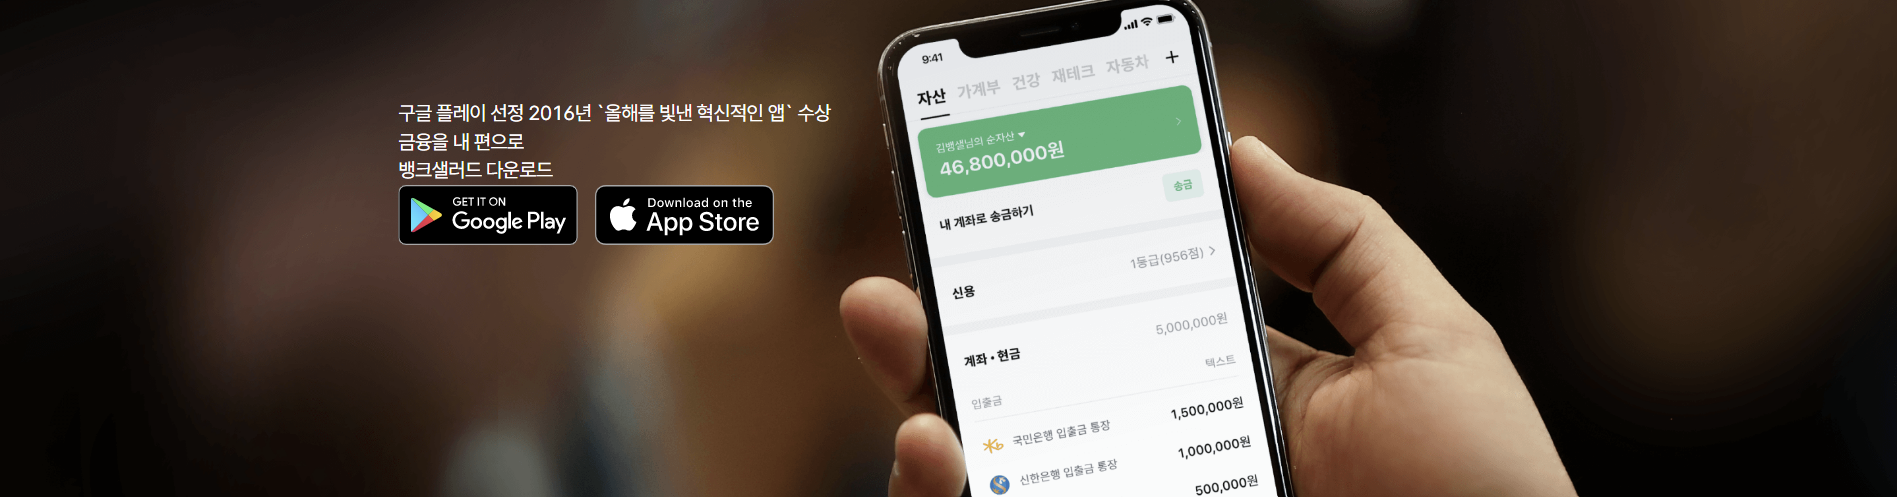 구글 플레이 선정 2016년 `올해를 빛낸 혁신적인 앱` 수상
금융을 내 편으로
뱅크샐러드 다운로드
GET IT ON
Google Play
Download on the
App Store
9:41
자산 가계부 건강 재테크 자동차 +
김뱅샐님의 순자산
46,800,000원
송금
내 계좌로 송금하기
신용 1등급(956점)
계좌 • 현금 5,000,000원
텍스트
입출금
국민은행 입출금 통장 1,500,000원
신한은행 입출금 통장 1,000,000원
500,000원